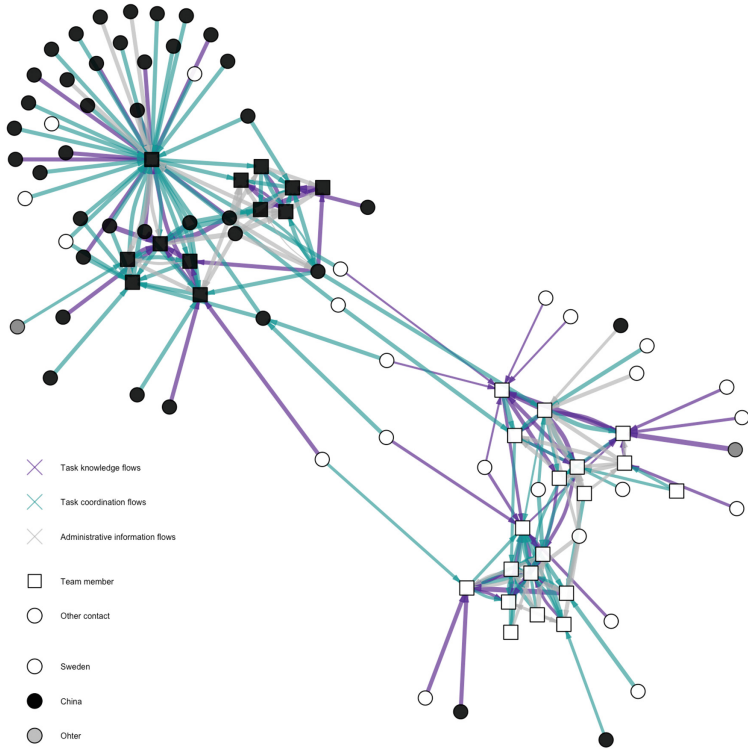 Task knowledge flows
Task coordination flows
Administrative information flows
Team member
Other contact
Sweden
China
Ohter